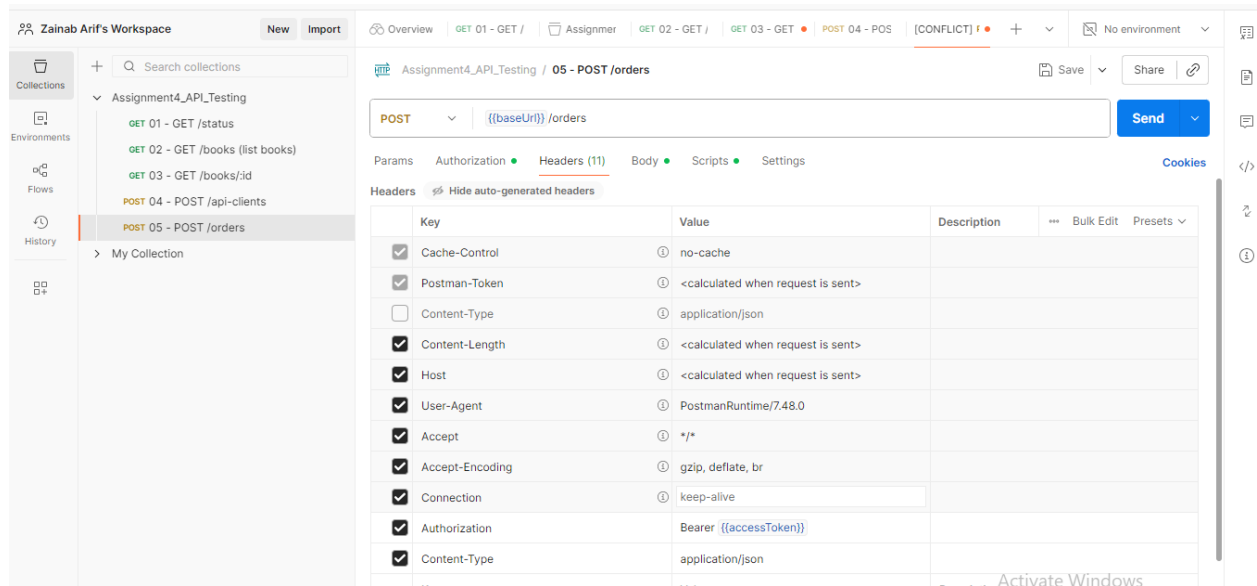 Zainab Arif's Workspace New Import Overview GET 01 - GET / Assignmer GET 02 - GET / GET 03 - GET POST 04 - POS [CONFLICT] No environment
Collections
Environments
Flows
History
Search collections
Assignment4_API_Testing
GET 01 - GET /status
GET 02 - GET /books (list books)
GET 03 - GET /books/:id
POST 04 - POST /api-clients
POST 05 - POST /orders
My Collection
HTTP Assignment4_API_Testing / 05 - POST /orders Save Share
POST {{baseUrl}} /orders Send
Params Authorization Headers (11) Body Scripts Settings Cookies
Headers Hide auto-generated headers
Key Value Description Bulk Edit Presets
Cache-Control no-cache
Postman-Token <calculated when request is sent>
Content-Type application/json
Content-Length <calculated when request is sent>
Host <calculated when request is sent>
User-Agent PostmanRuntime/7.48.0
Accept */*
Accept-Encoding gzip, deflate, br
Connection keep-alive
Authorization Bearer {{accessToken}}
Content-Type application/json
Activate Windows